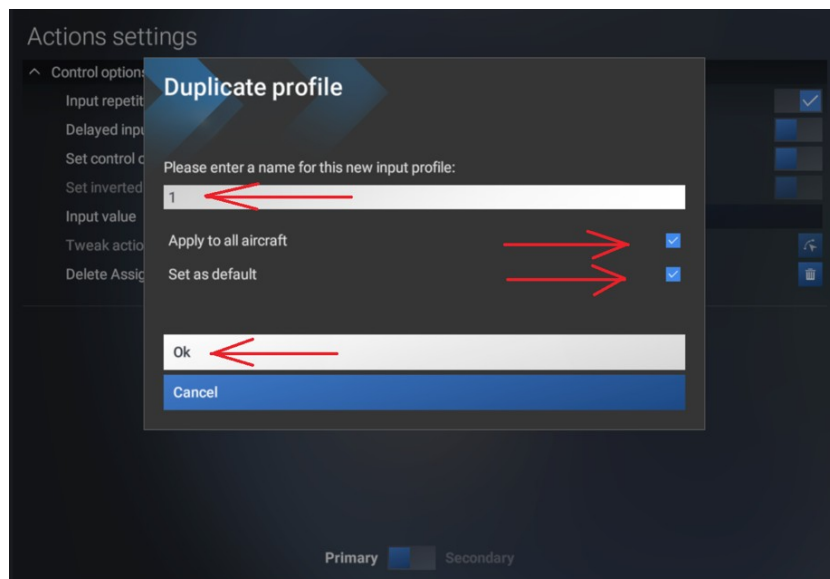 Actions settings
Control option
Duplicate profile
Input repetit
Delayed inpu
Set control o
Please enter a name for this new input profile:
Set inverted
1
Input value
Tweak actio
Apply to all aircraft
Delete Assig
Set as default
Ok
Cancel
Primary
Secondary